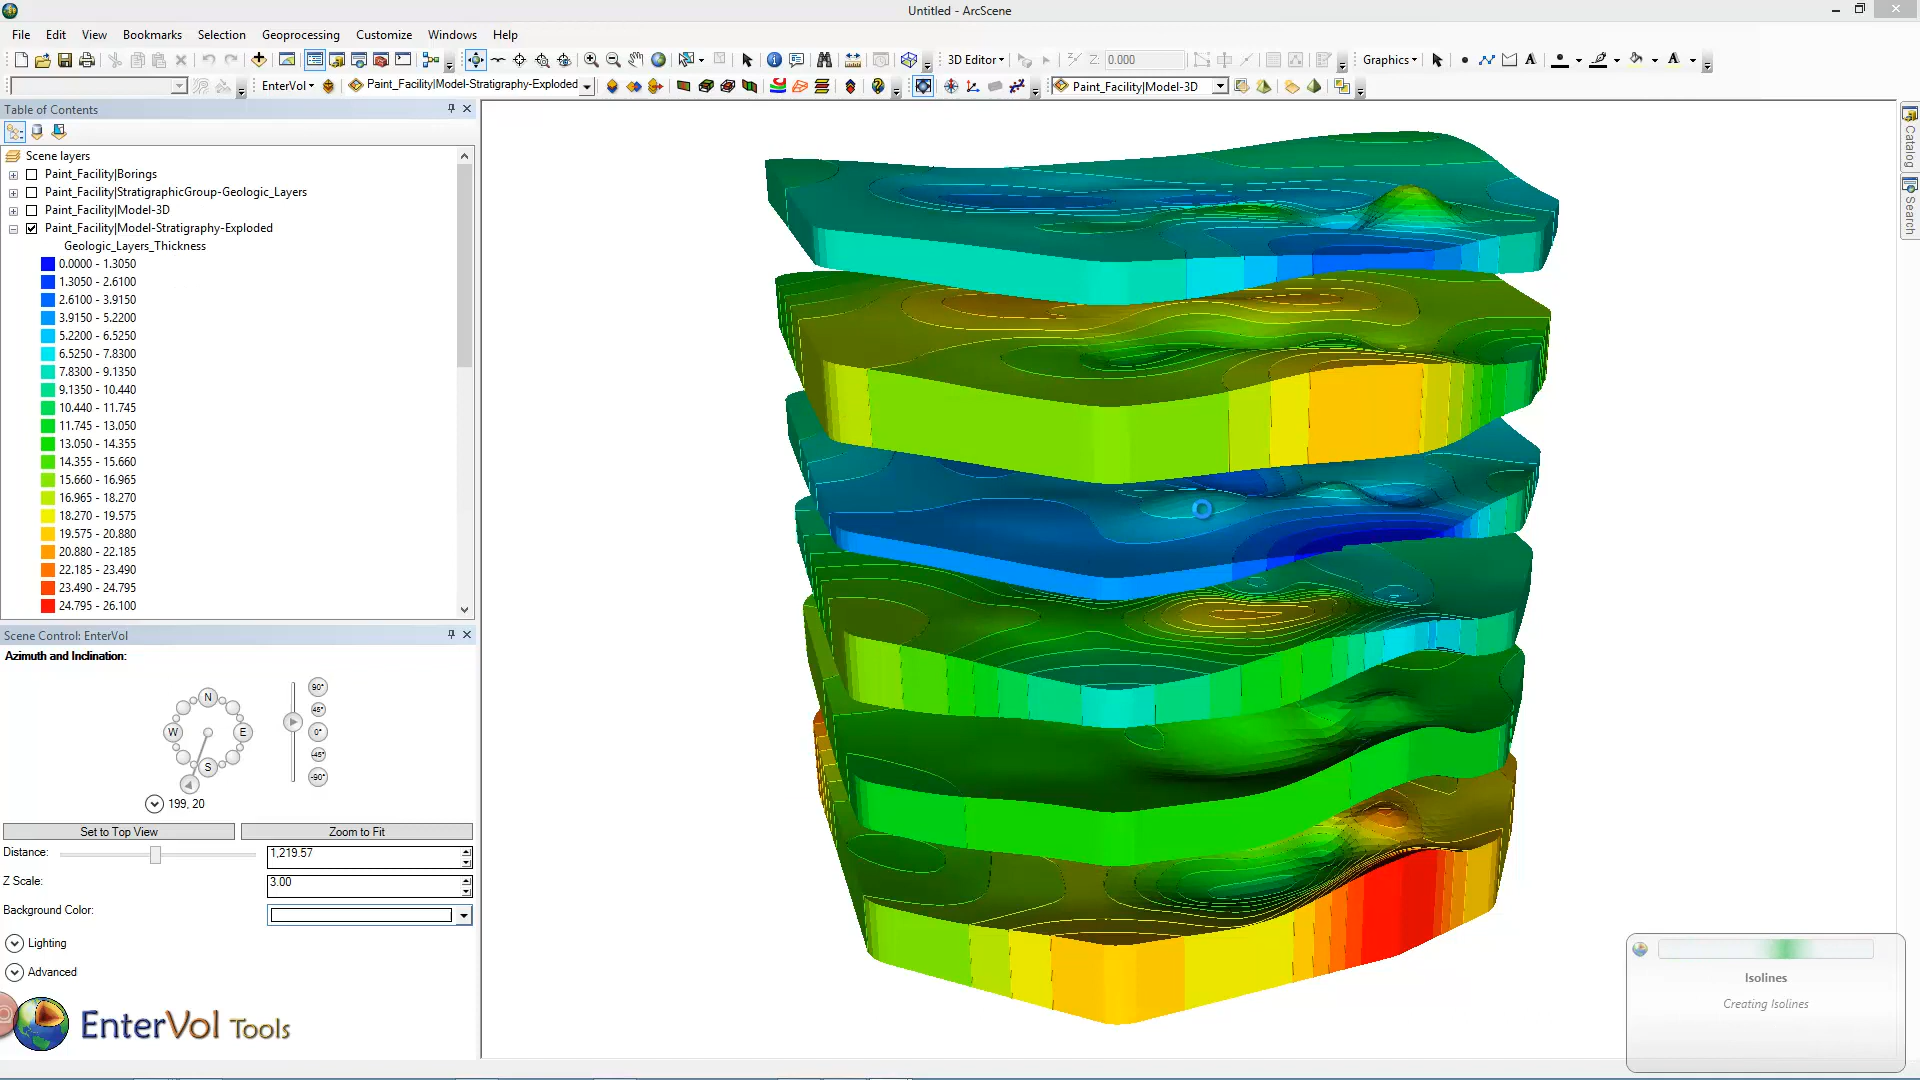 Untitled - ArcScene
File Edit View Bookmarks Selection Geoprocessing Customize Windows Help
3D Editor Z: 0.000 Graphics A A
EnterVol Paint_Facility|Model-Stratigraphy-Exploded Paint_Facility|Model-3D
Table of Contents
Scene layers
Paint_Facility|Borings
Paint_Facility|StratigraphicGroup-Geologic_Layers
Paint_Facility|Model-3D
Paint_Facility|Model-Stratigraphy-Exploded
Geologic_Layers_Thickness
0.0000 - 1.3050
1.3050 - 2.6100
2.6100 - 3.9150
3.9150 - 5.2200
5.2200 - 6.5250
6.5250 - 7.8300
7.8300 - 9.1350
9.1350 - 10.440
10.440 - 11.745
11.745 - 13.050
13.050 - 14.355
14.355 - 15.660
15.660 - 16.965
16.965 - 18.270
18.270 - 19.575
19.575 - 20.880
20.880 - 22.185
22.185 - 23.490
23.490 - 24.795
24.795 - 26.100
Scene Control: EnterVol
Azimuth and Inclination:
N
W E
S
90°
45°
0°
-45°
-90°
199, 20
Set to Top View Zoom to Fit
Distance: 1,219.57
Z Scale: 3.00
Background Color:
Lighting
Advanced
EnterVol Tools
Catalog
Search
Isolines
Creating Isolines